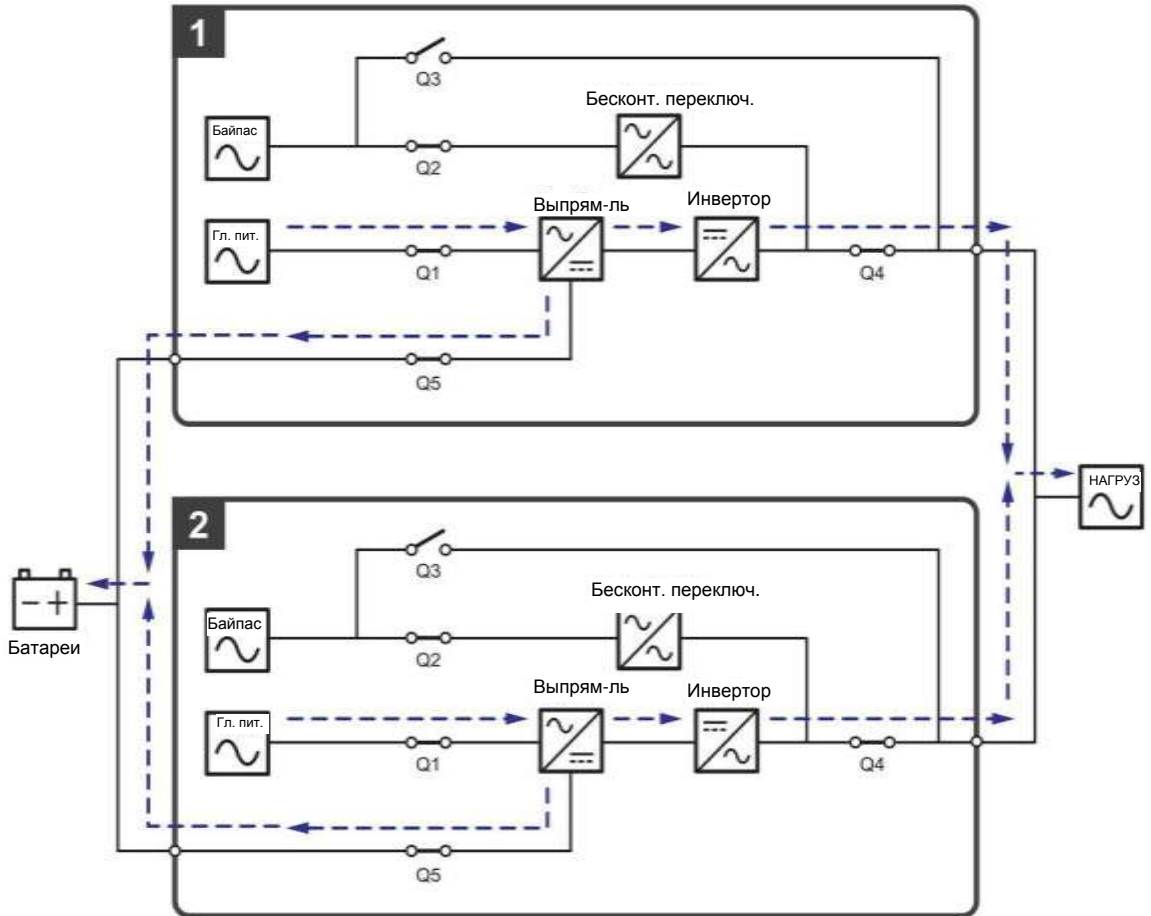 1
Q3
Бесконт. переключ.
Байпас
Q2
Выпрям-ль
Инвертор
Гл. пит.
Q1
Q4
Q5
НАГРУЗ
2
Q3
Бесконт. переключ.
Байпас
Q2
Батареи
Выпрям-ль
Инвертор
Гл. пит.
Q1
Q4
Q5